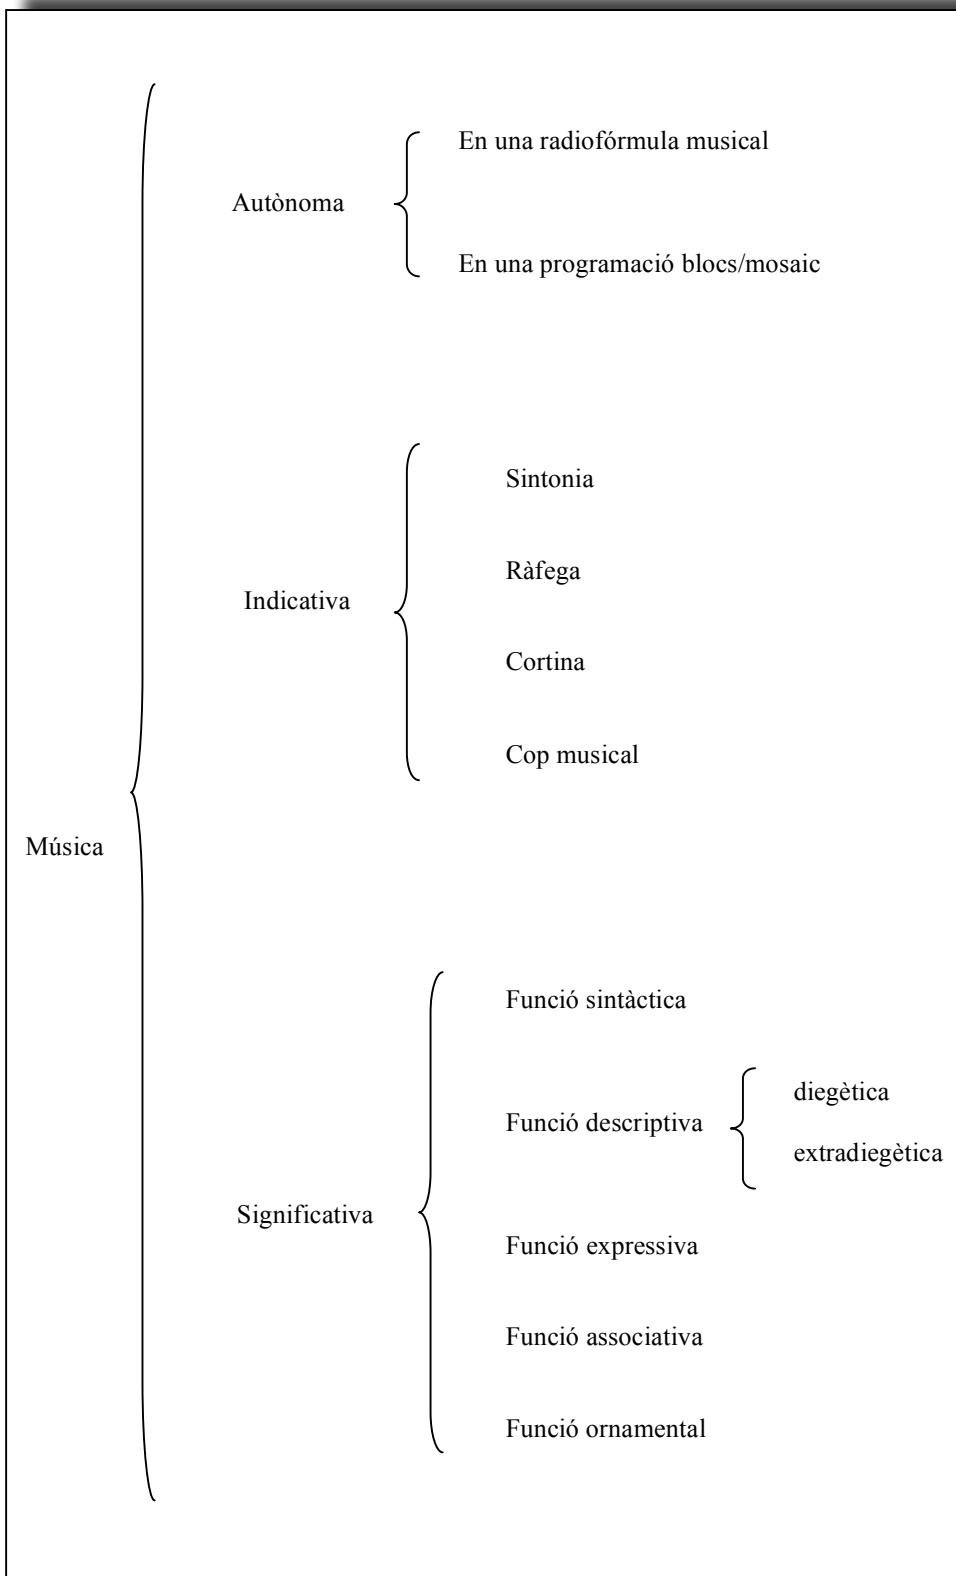 Música
Autònoma
En una radiofórmula musical
En una programació blocs/mosaic
Indicativa
Sintonia
Ràfega
Cortina
Cop musical
Significativa
Funció sintàctica
Funció descriptiva
diegètica
extradiegètica
Funció expressiva
Funció associativa
Funció ornamental